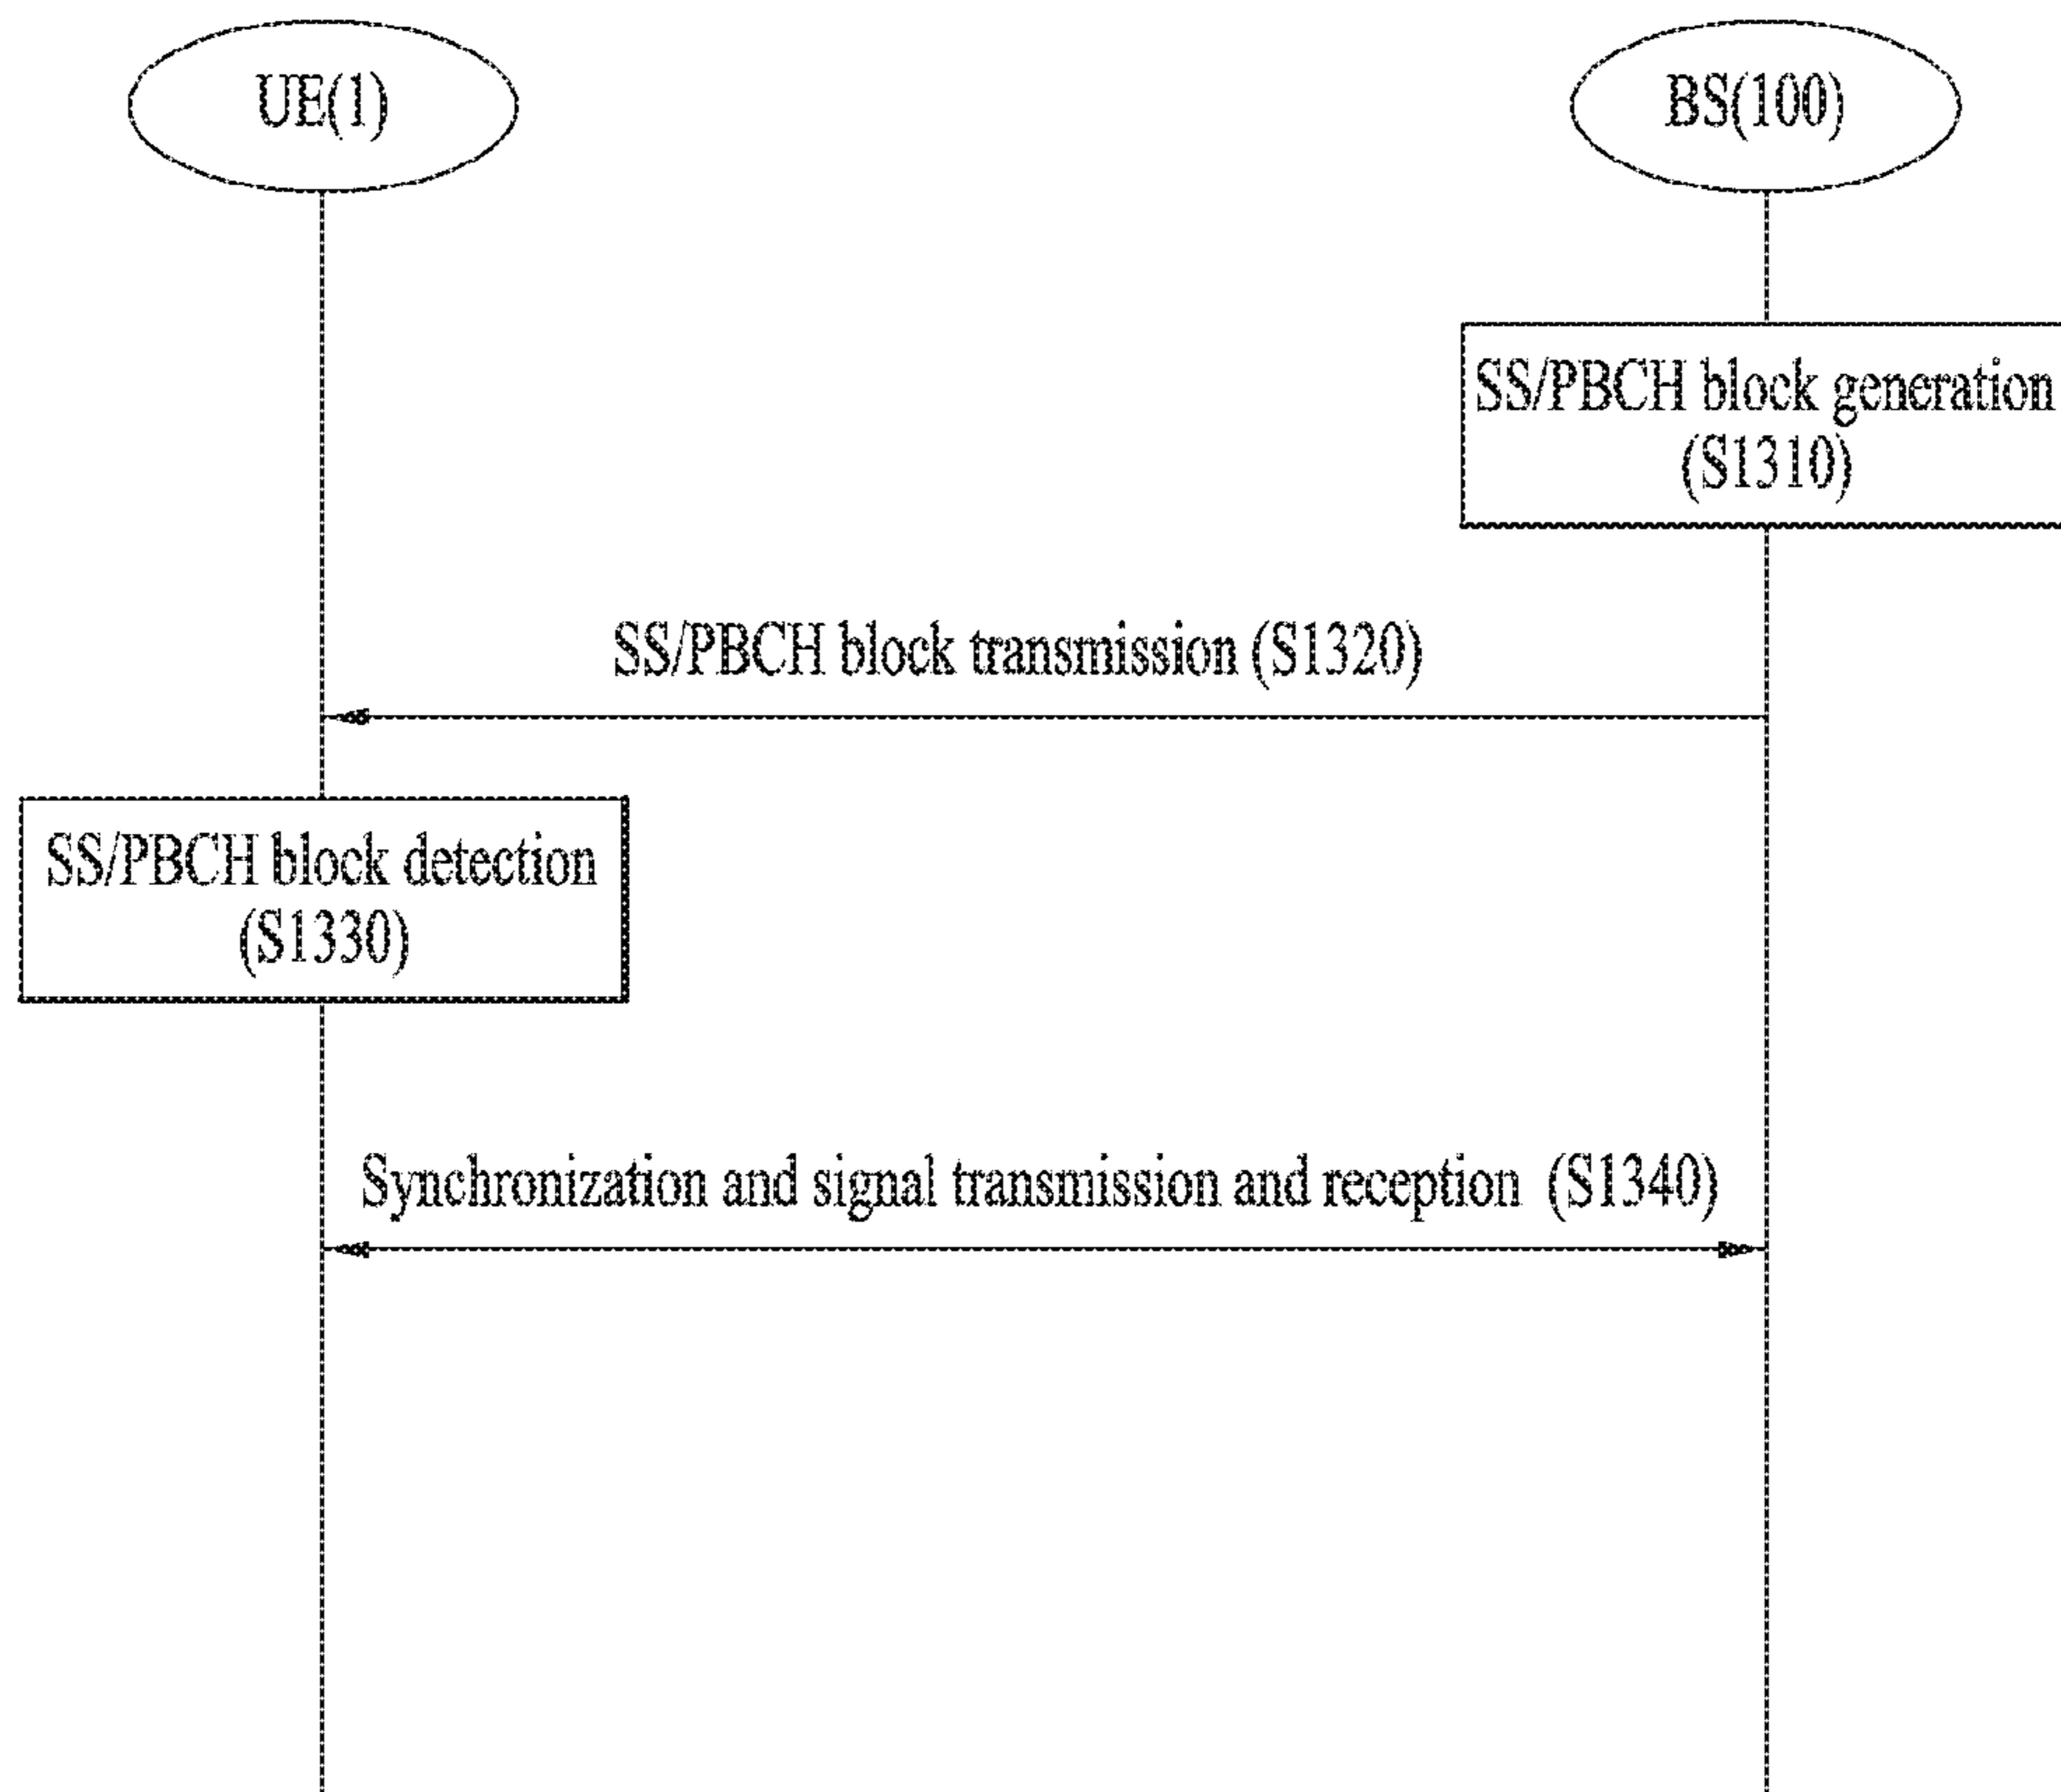 UE(1)
BS(100)
SS/PBCH block generation
(S1310)
SS/PBCH block transmission (S1320)
SS/PBCH block detection
(S1330)
Synchronization and signal transmission and reception (S1340)